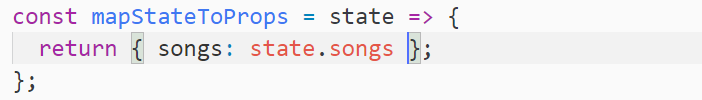 const mapStateToProps = state => {
  return { songs: state.songs };
};